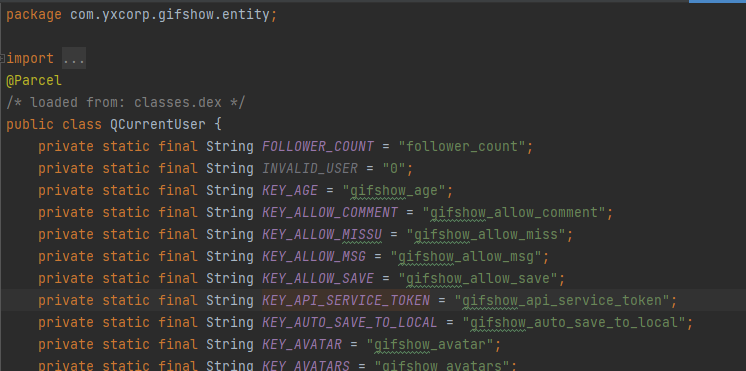 package com.yxcorp.gifshow.entity;
import ...
@Parcel
/* loaded from: classes.dex */
public class QCurrentUser {
private static final String FOLLOWER_COUNT = "follower_count";
private static final String INVALID_USER = "0";
private static final String KEY_AGE = "gifshow_age";
private static final String KEY_ALLOW_COMMENT = "gifshow_allow_comment";
private static final String KEY_ALLOW_MISSU = "gifshow_allow_miss";
private static final String KEY_ALLOW_MSG = "gifshow_allow_msg";
private static final String KEY_ALLOW_SAVE = "gifshow_allow_save";
private static final String KEY_API_SERVICE_TOKEN = "gifshow_api_service_token";
private static final String KEY_AUTO_SAVE_TO_LOCAL = "gifshow_auto_save_to_local";
private static final String KEY_AVATAR = "gifshow_avatar";
private static final String KEY_AVATARS = "gifshow_avatars";